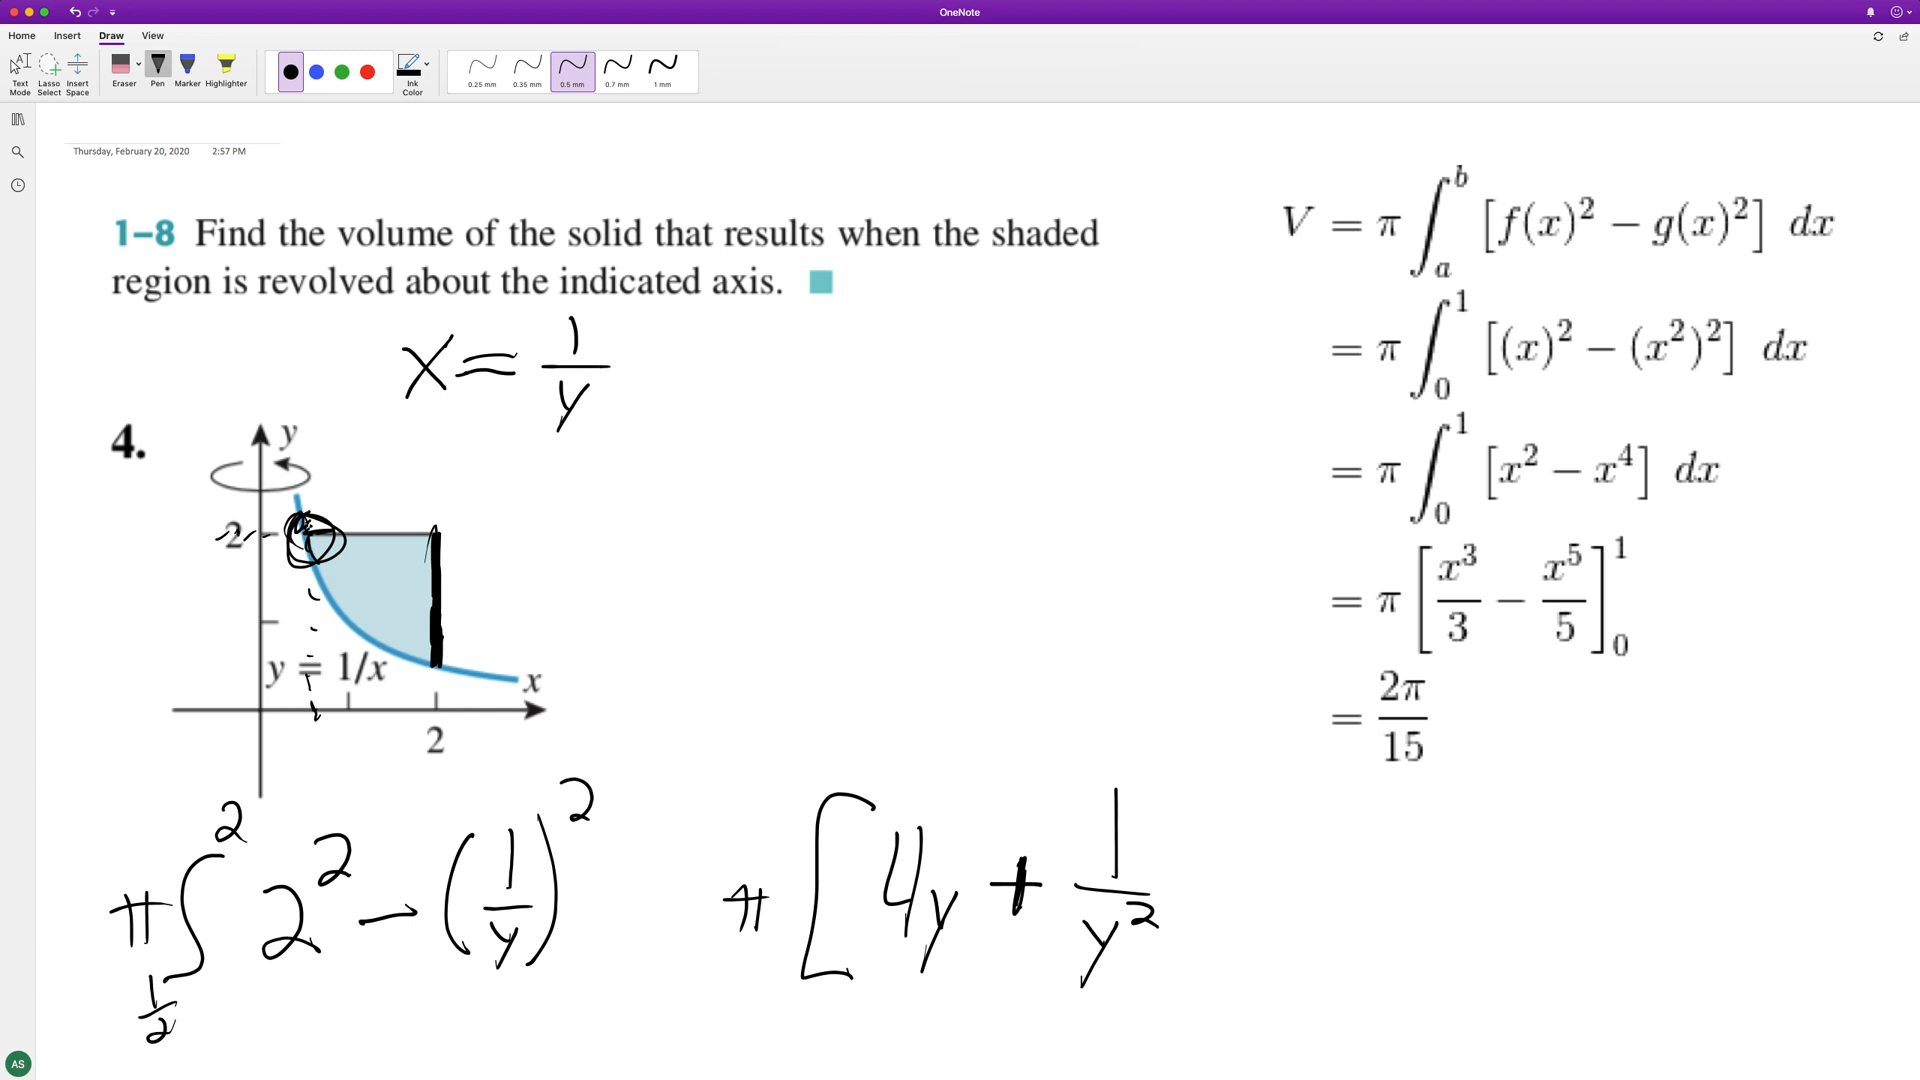 OneNote
Home Insert Draw View
Text Mode Lasso Select Insert Space Eraser Pen Marker Highlighter Ink Color 0.25 mm 0.35 mm 0.5 mm 0.7 mm 1 mm
Thursday, February 20, 2020 2:57 PM
1–8 Find the volume of the solid that results when the shaded
region is revolved about the indicated axis.
x = 1/y
4.
y
2
y = 1/x
x
2
π ∫_{1/2}^{2} 2² − (1/y)²
π [ 4y + 1/y²
V = π ∫_a^b [f(x)² − g(x)²] dx
= π ∫_0^1 [(x)² − (x²)²] dx
= π ∫_0^1 [x² − x⁴] dx
= π [x³/3 − x⁵/5]_0^1
= 2π/15
AS